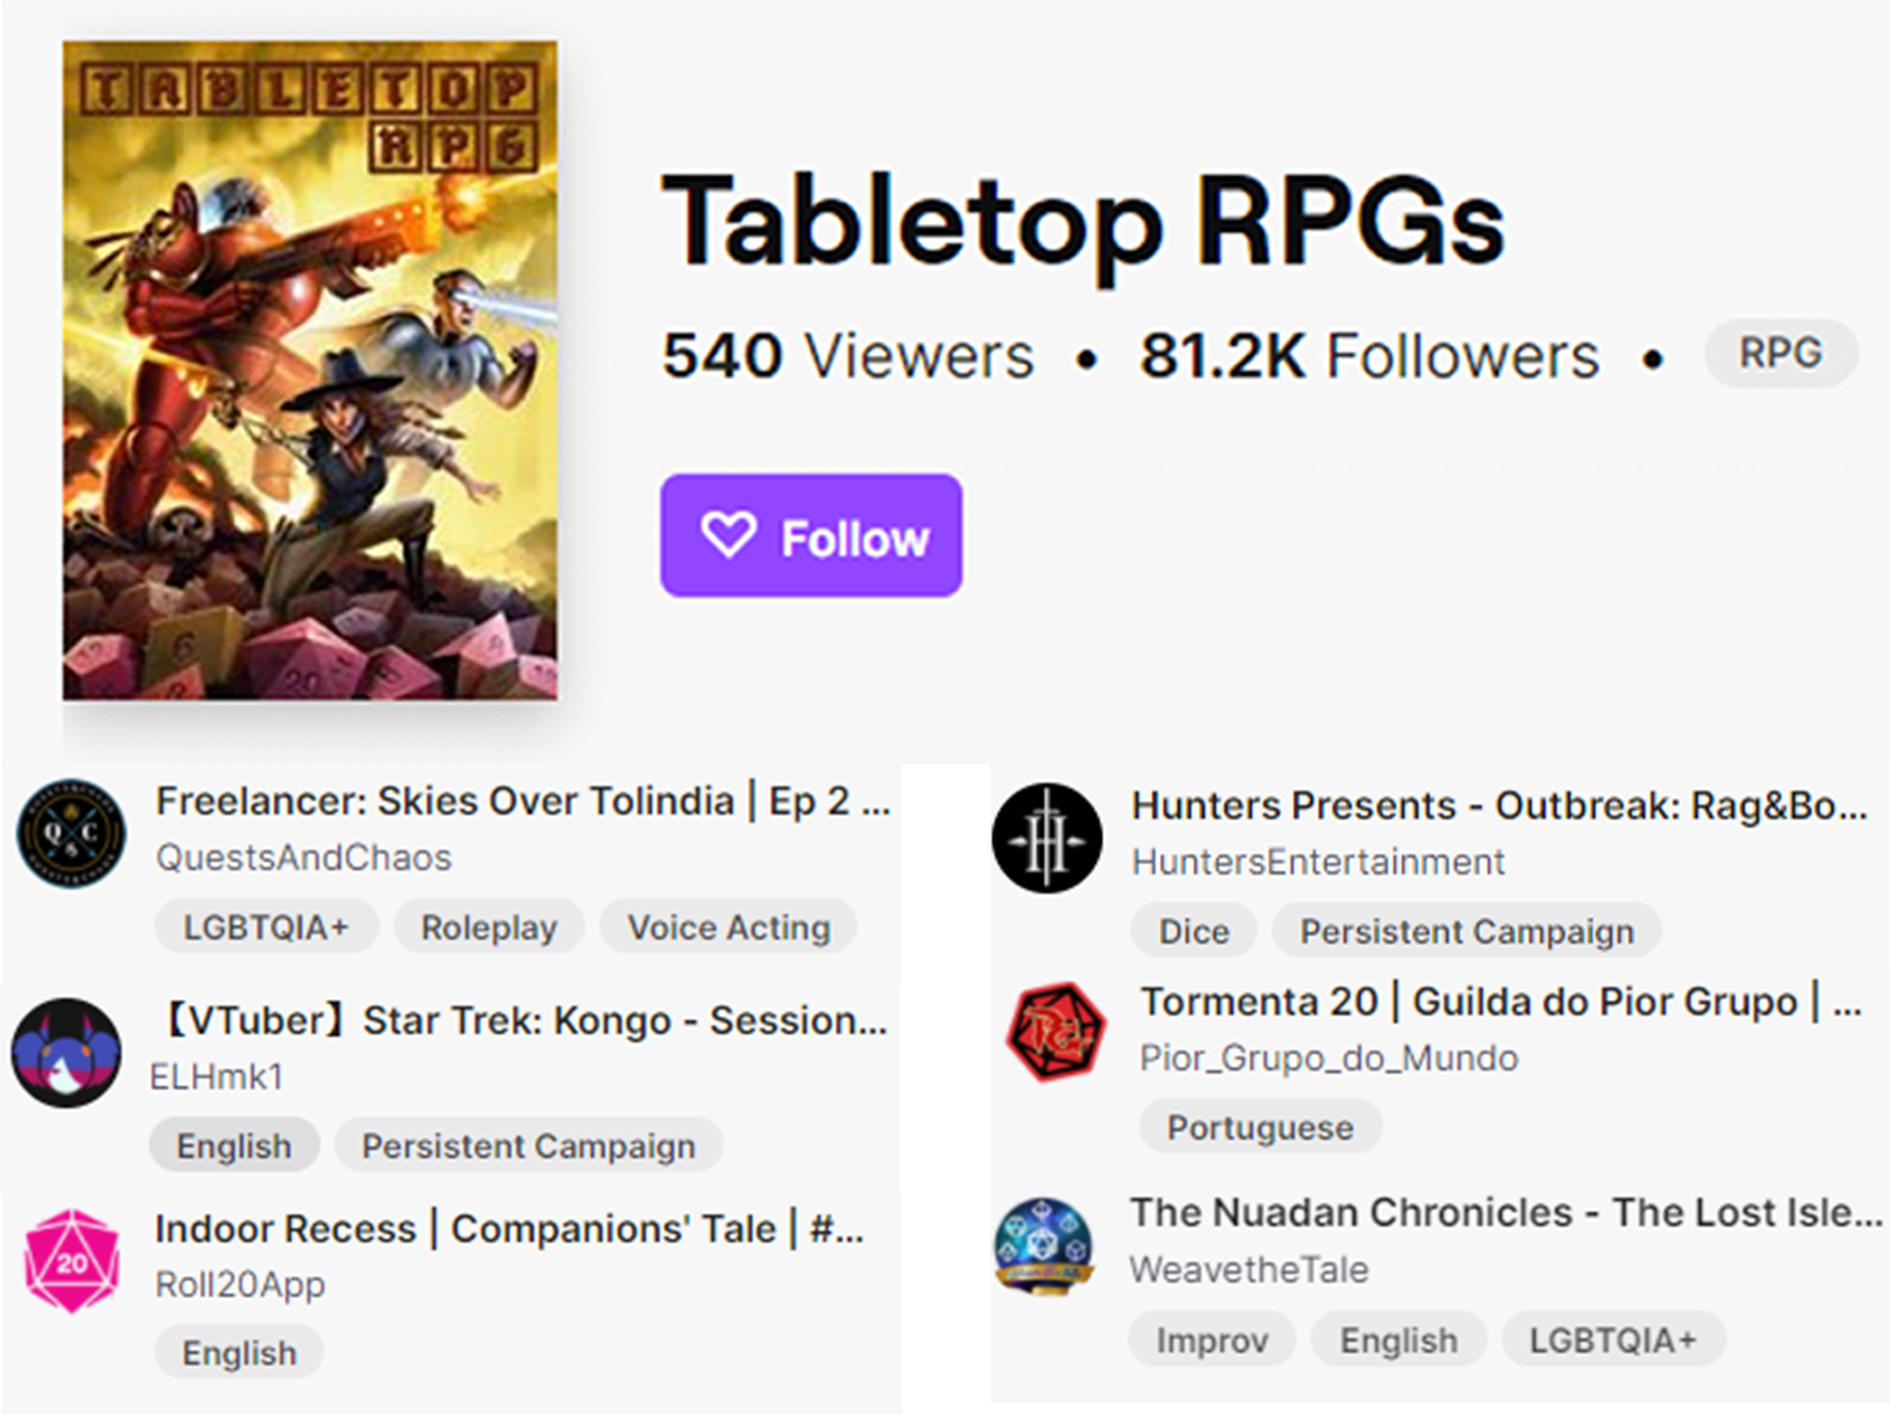 TABLETOP
RPG
Tabletop RPGs
540 Viewers • 81.2K Followers • RPG
Follow
6
20
Freelancer: Skies Over Tolindia | Ep 2 ...
QuestsAndChaos
LGBTQIA+ Roleplay Voice Acting
【VTuber】Star Trek: Kongo - Session...
ELHmk1
English Persistent Campaign
20
Indoor Recess | Companions' Tale | #...
Roll20App
English
H
Hunters Presents - Outbreak: Rag&Bo...
HuntersEntertainment
Dice Persistent Campaign
Tormenta 20 | Guilda do Pior Grupo | ...
Pior_Grupo_do_Mundo
Portuguese
The Nuadan Chronicles - The Lost Isle...
WeavetheTale
Improv English LGBTQIA+